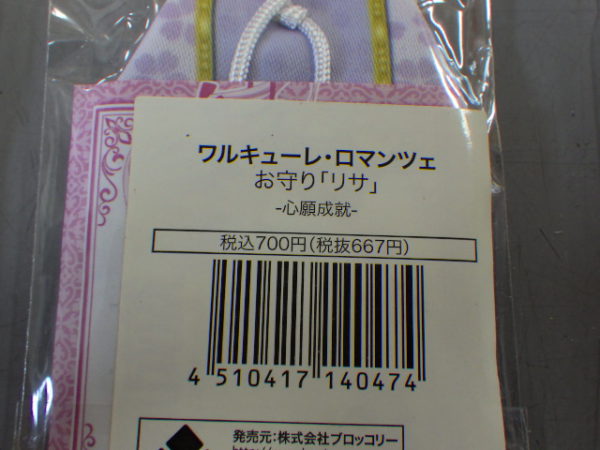 ワルキューレ・ロマンツェ
お守り「リサ」
-心願成就-
税込700円(税抜667円)
4 510417 140474
発売元:株式会社ブロッコリー